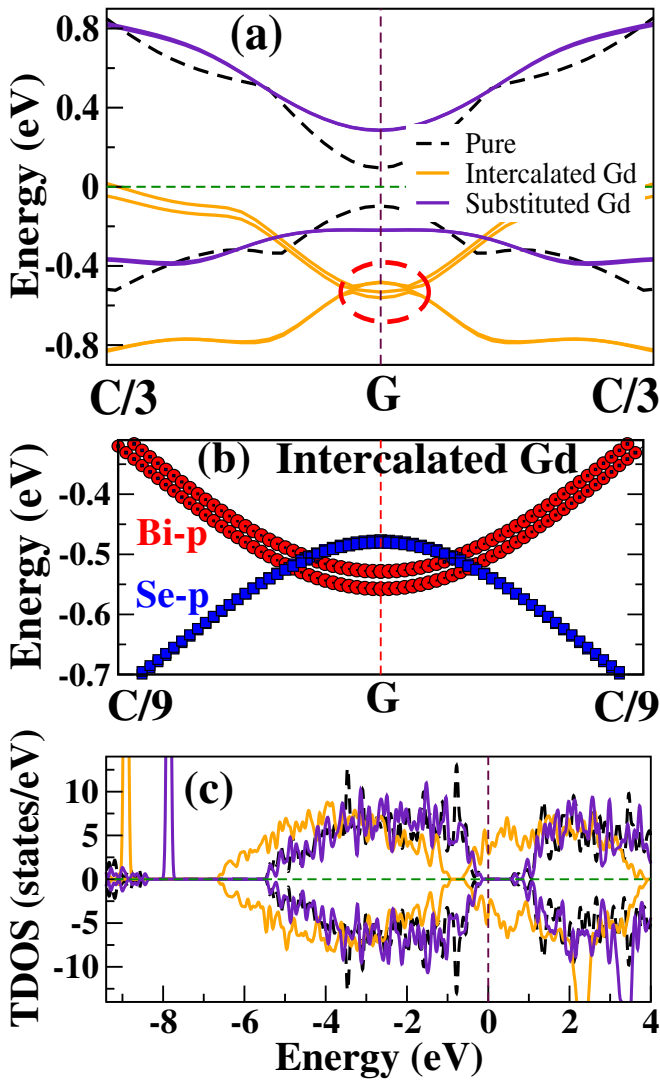 (a)
0.8
0.4
0
-0.4
-0.8
Energy (eV)
Pure
Intercalated Gd
Substituted Gd
C/3 G C/3
(b) Intercalated Gd
-0.4
-0.5
-0.6
-0.7
Energy (eV)
Bi-p
Se-p
C/9 G C/9
(c)
10
5
0
-5
-10
TDOS (states/eV)
-8 -6 -4 -2 0 2 4
Energy (eV)